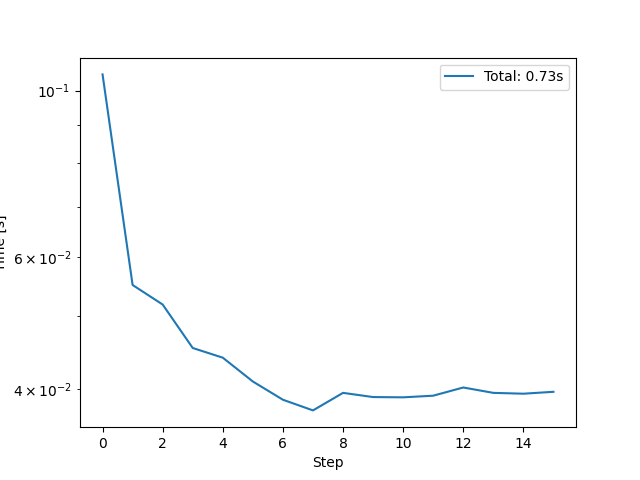 Total: 0.73s
10⁻¹
6 × 10⁻²
4 × 10⁻²
Time [s]
0 2 4 6 8 10 12 14
Step